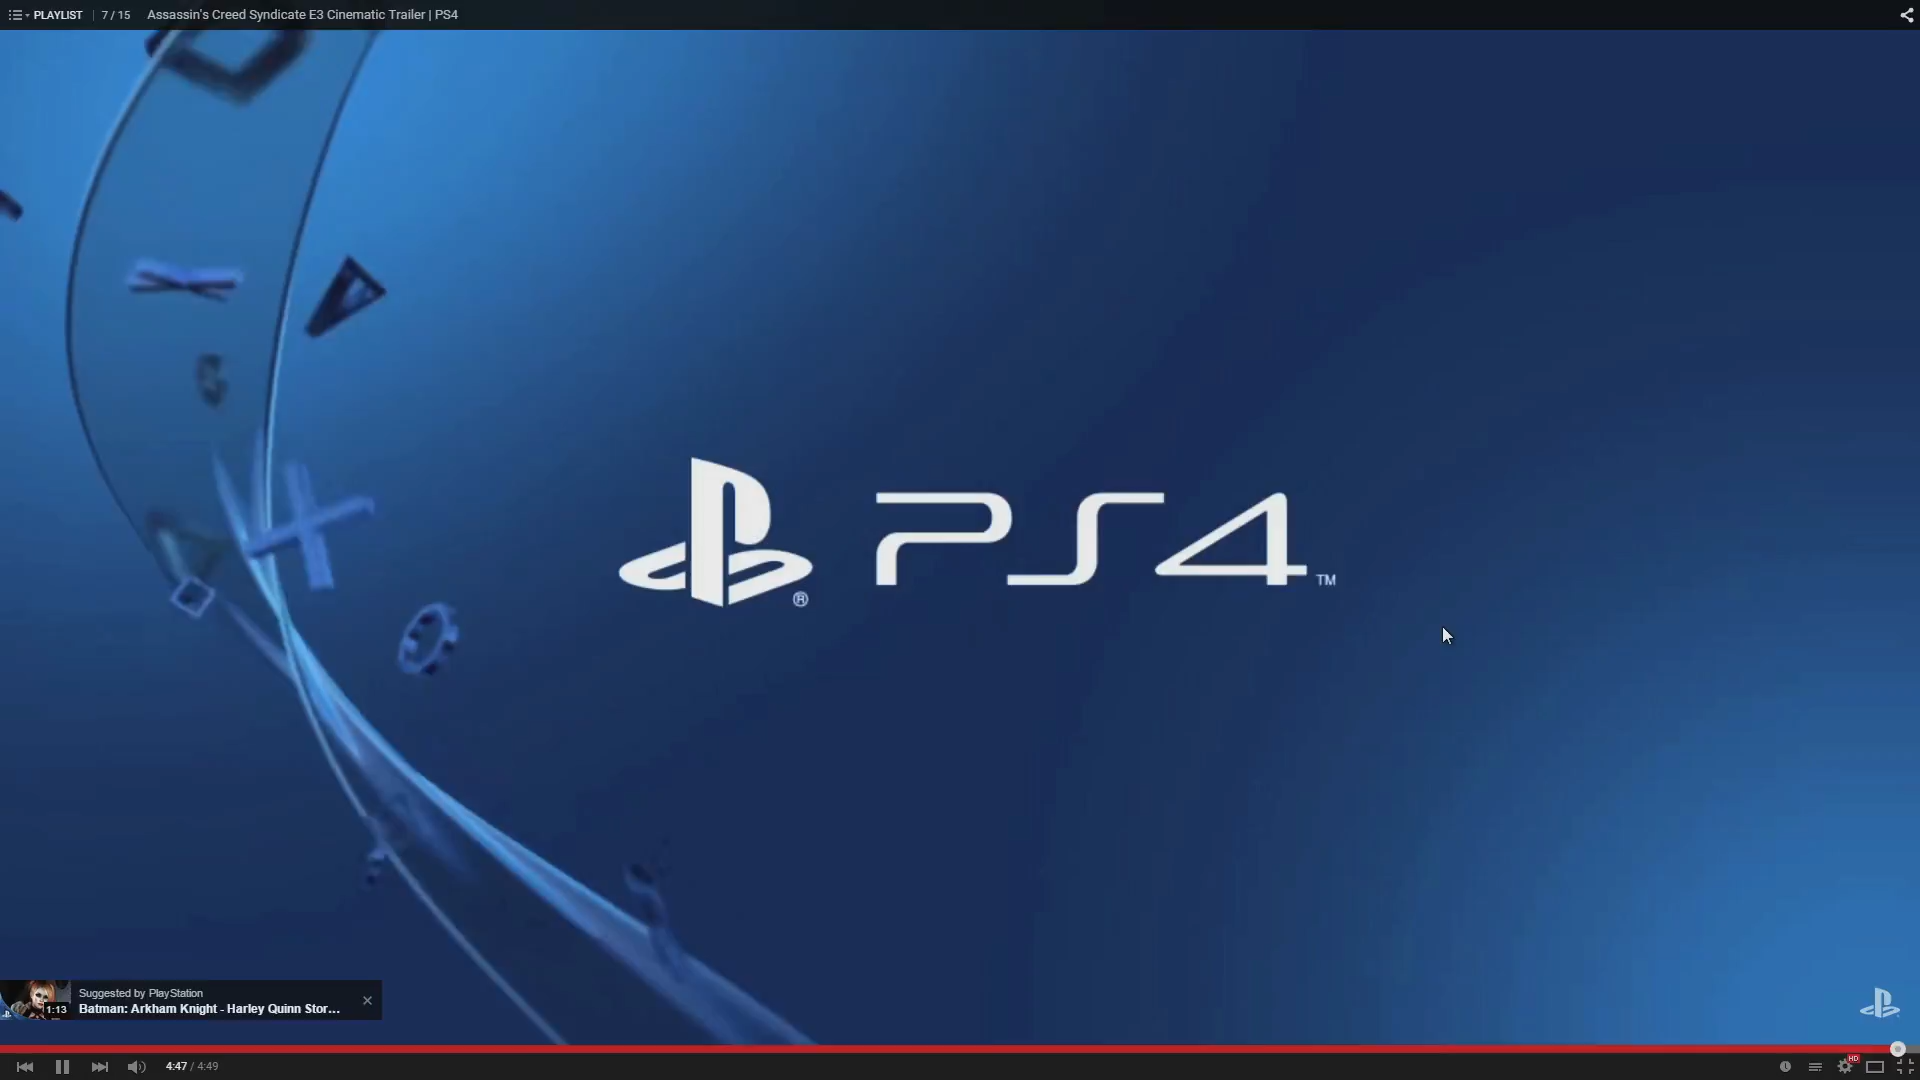 PLAYLIST 7 / 15 Assassin's Creed Syndicate E3 Cinematic Trailer | PS4
PS4 TM
®
Suggested by PlayStation
1:13 Batman: Arkham Knight - Harley Quinn Stor...
4:47 / 4:49
HD